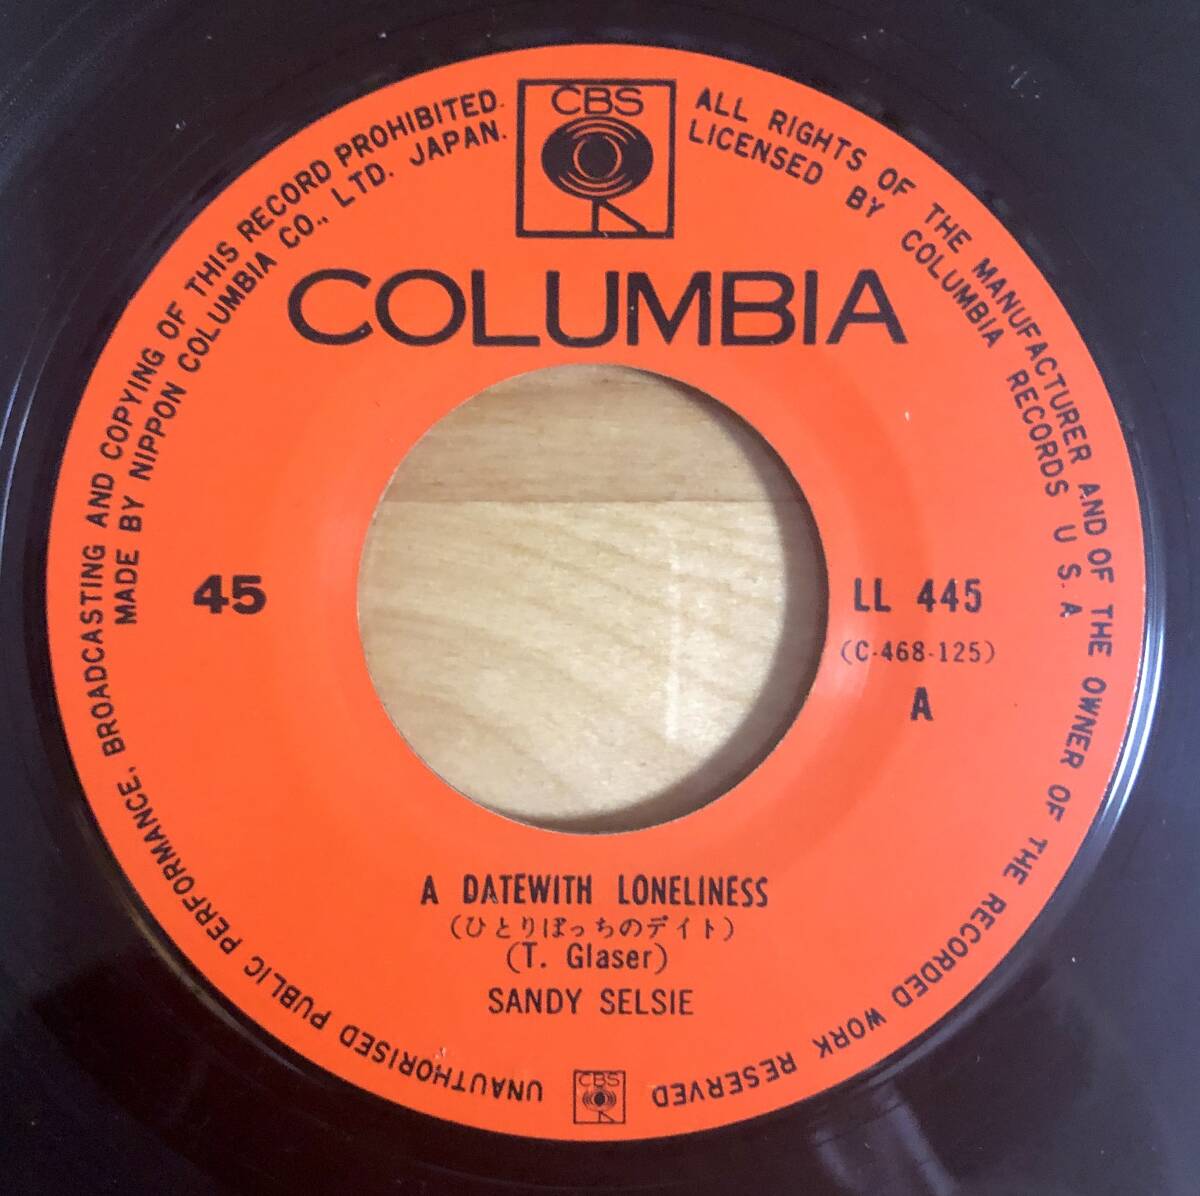 CBS
COLUMBIA
ALL RIGHTS OF THE MANUFACTURER AND OF THE OWNER OF THE RECORDED WORK RESERVED
LICENSED BY COLUMBIA RECORDS U.S.A
UNAUTHORISED PUBLIC PERFORMANCE, BROADCASTING AND COPYING OF THIS RECORD PROHIBITED.
MADE BY NIPPON COLUMBIA CO., LTD. JAPAN.
45
LL 445
(C-468-125)
A
A DATEWITH LONELINESS
(ひとりぼっちのデイト)
(T. Glaser)
SANDY SELSIE
CBS